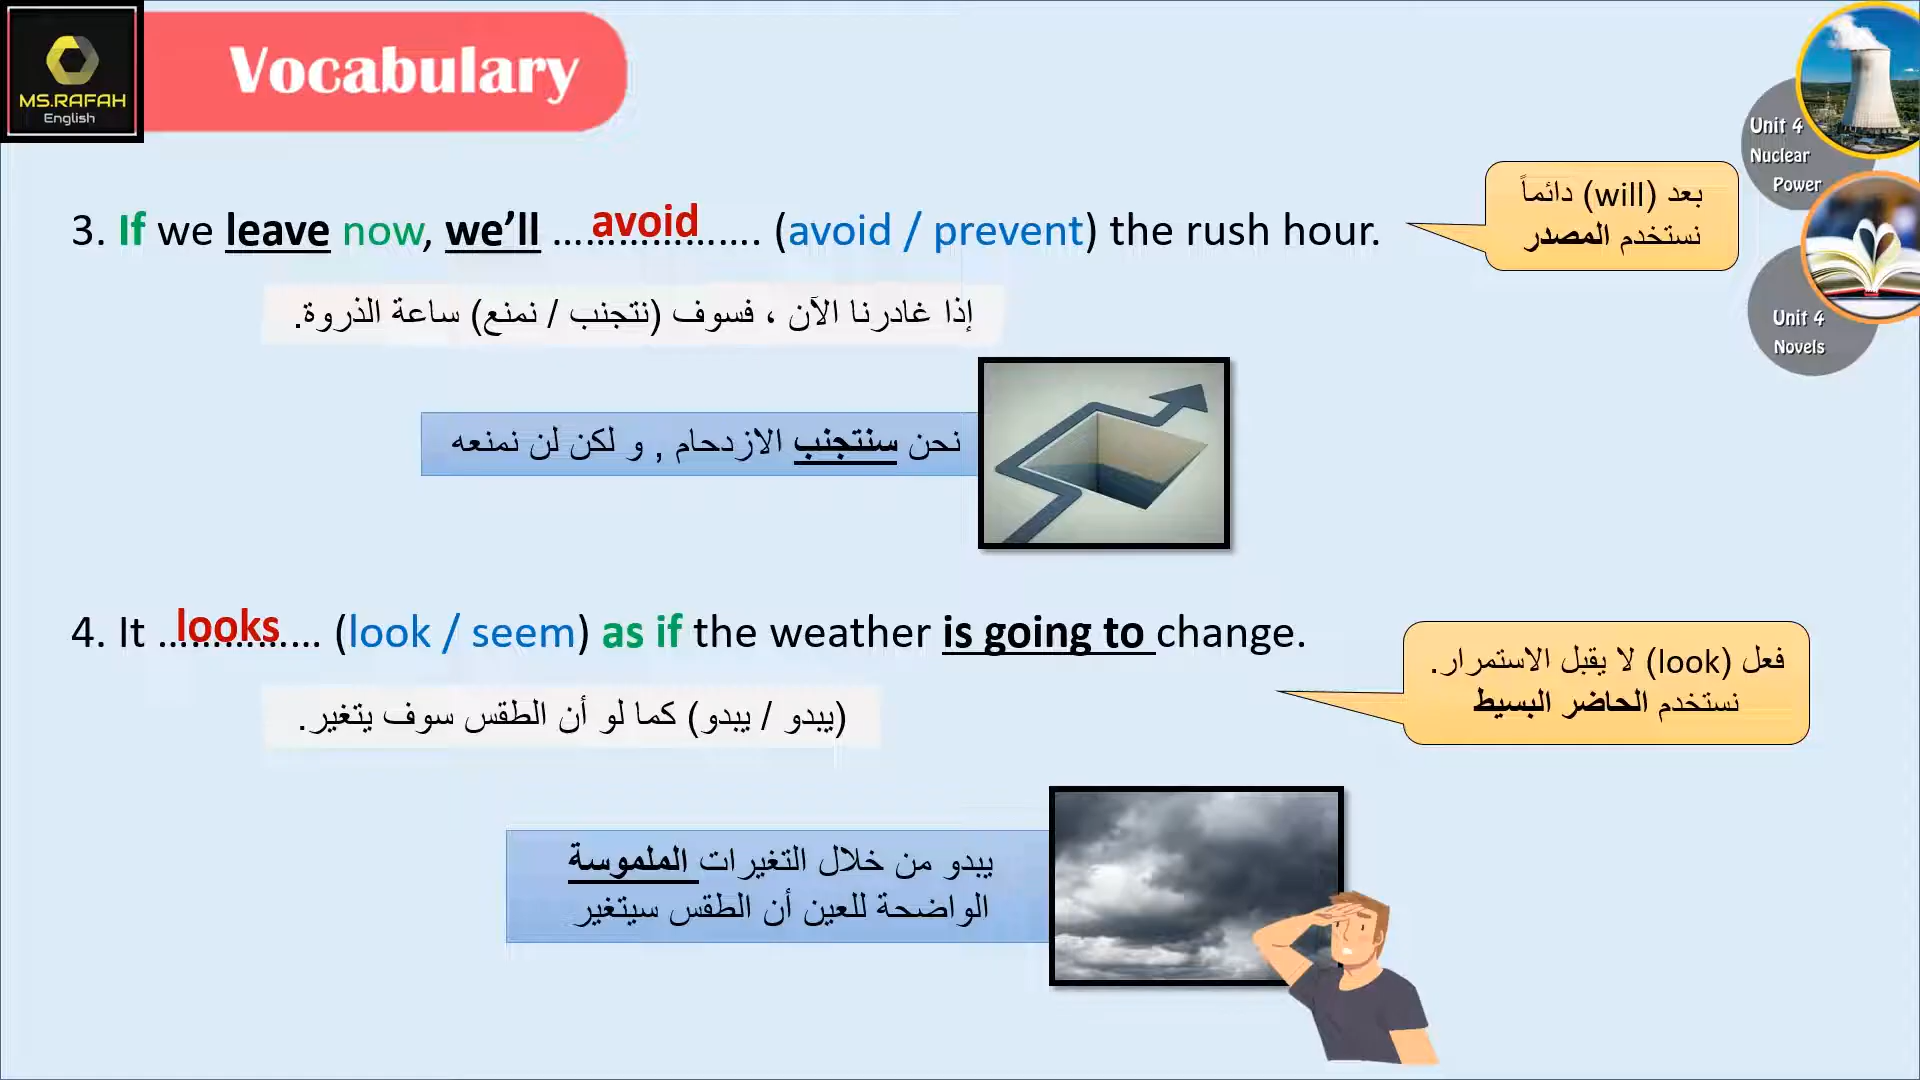 MS.RAFAH
English
Vocabulary
Unit 4
Nuclear
Power
Unit 4
Novels
بعد (will) دائماً
نستخدم المصدر
3. If we leave now, we’ll ………………. (avoid / prevent) the rush hour.
avoid
إذا غادرنا الآن ، فسوف (نتجنب / نمنع) ساعة الذروة.
نحن سنتجنب الازدحام , و لكن لن نمنعه
4. It ……………. (look / seem) as if the weather is going to change.
looks
فعل (look) لا يقبل الاستمرار.
نستخدم الحاضر البسيط
(يبدو / يبدو) كما لو أن الطقس سوف يتغير.
يبدو من خلال التغيرات الملموسة
الواضحة للعين أن الطقس سيتغير